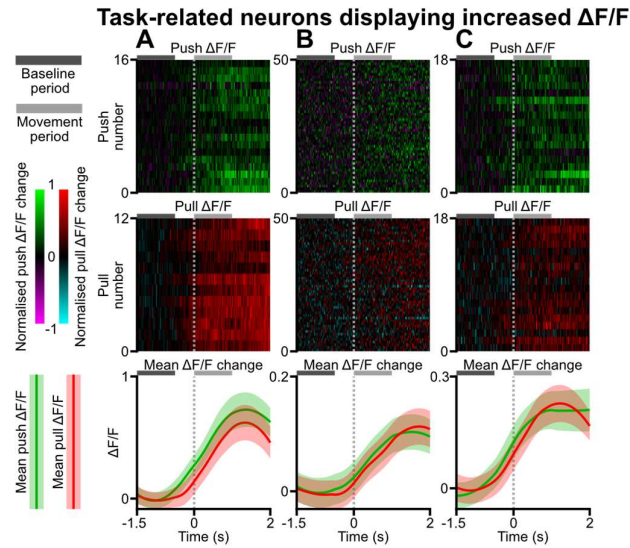 Task-related neurons displaying increased ΔF/F
A
B
C
Baseline
period
Movement
period
Push ΔF/F
Push ΔF/F
Push ΔF/F
16
0
50
0
18
0
Push
number
Normalised push ΔF/F change
Normalised pull ΔF/F change
1
0
-1
Pull ΔF/F
Pull ΔF/F
Pull ΔF/F
12
0
50
0
18
0
Pull
number
Mean push ΔF/F
Mean pull ΔF/F
Mean ΔF/F change
Mean ΔF/F change
Mean ΔF/F change
1
0
0.2
0
0.3
0
ΔF/F
-1.5 0 2
-1.5 0 2
-1.5 0 2
Time (s)
Time (s)
Time (s)